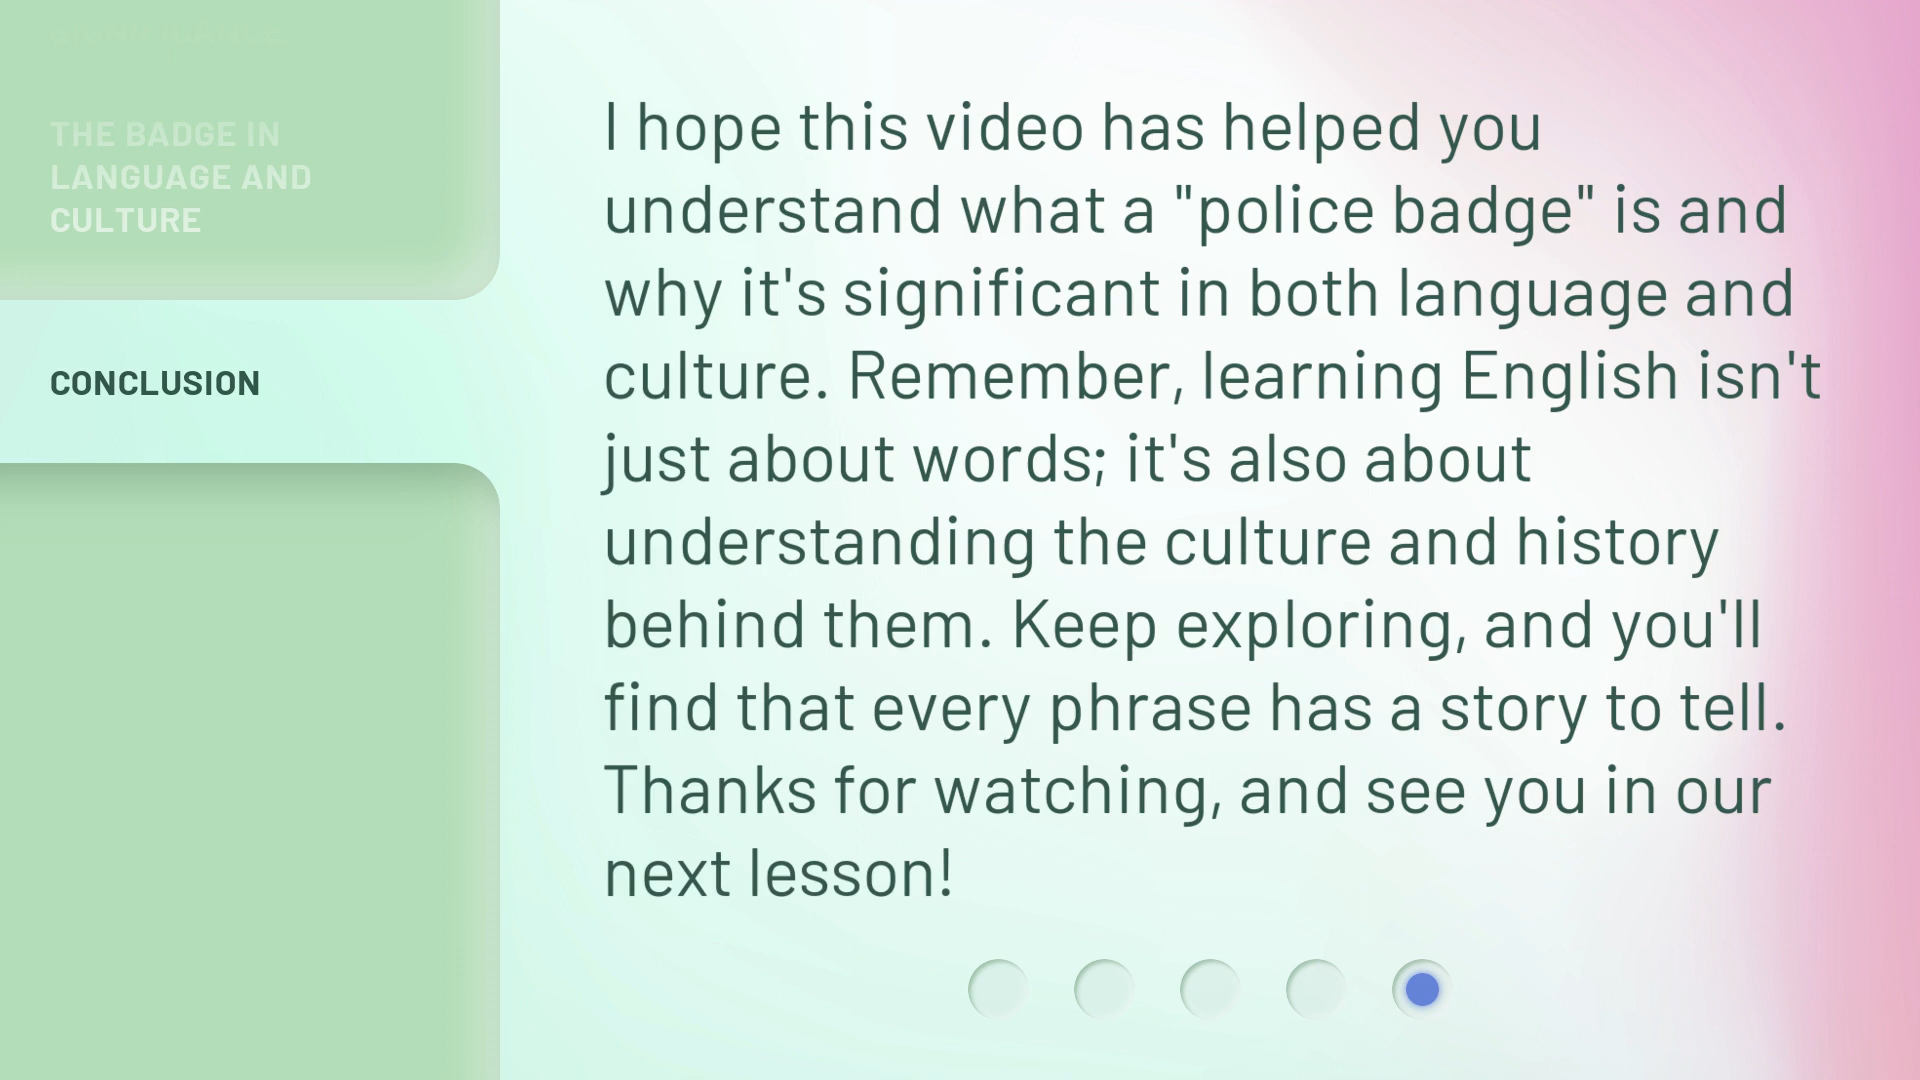 THE BADGE IN
LANGUAGE AND
CULTURE
CONCLUSION
I hope this video has helped you
understand what a "police badge" is and
why it's significant in both language and
culture. Remember, learning English isn't
just about words; it's also about
understanding the culture and history
behind them. Keep exploring, and you'll
find that every phrase has a story to tell.
Thanks for watching, and see you in our
next lesson!